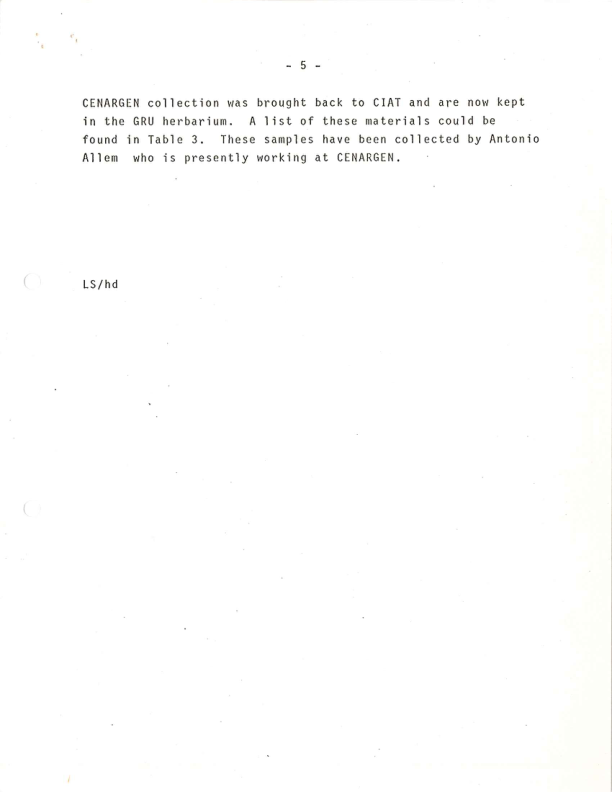 - 5 -
CENARGEN collection was brought back to CIAT and are now kept
in the GRU herbarium. A list of these materials could be
found in Table 3. These samples have been collected by Antonio
Allem who is presently working at CENARGEN.
LS/hd